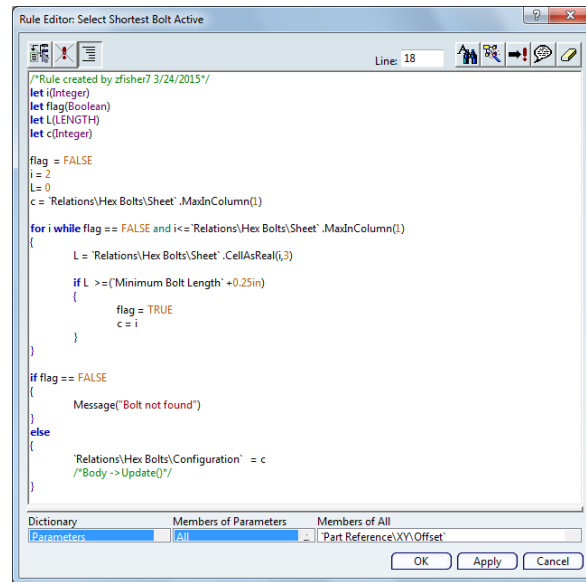 Rule Editor: Select Shortest Bolt Active
Line: 18
/*Rule created by zfisher7 3/24/2015*/
let i(Integer)
let flag(Boolean)
let L(LENGTH)
let c(Integer)
flag = FALSE
i = 2
L= 0
c = `Relations\Hex Bolts\Sheet` .MaxInColumn(1)
for i while flag == FALSE and i<=`Relations\Hex Bolts\Sheet` .MaxInColumn(1)
{
L = `Relations\Hex Bolts\Sheet` .CellAsReal(i,3)
if L >=(`Minimum Bolt Length` +0.25in)
{
flag = TRUE
c = i
}
}
if flag == FALSE
{
Message("Bolt not found")
}
else
{
`Relations\Hex Bolts\Configuration` = c
/*Body ->Update()*/
}
Dictionary Members of Parameters Members of All
Parameters All `Part Reference\XY\Offset`
OK Apply Cancel